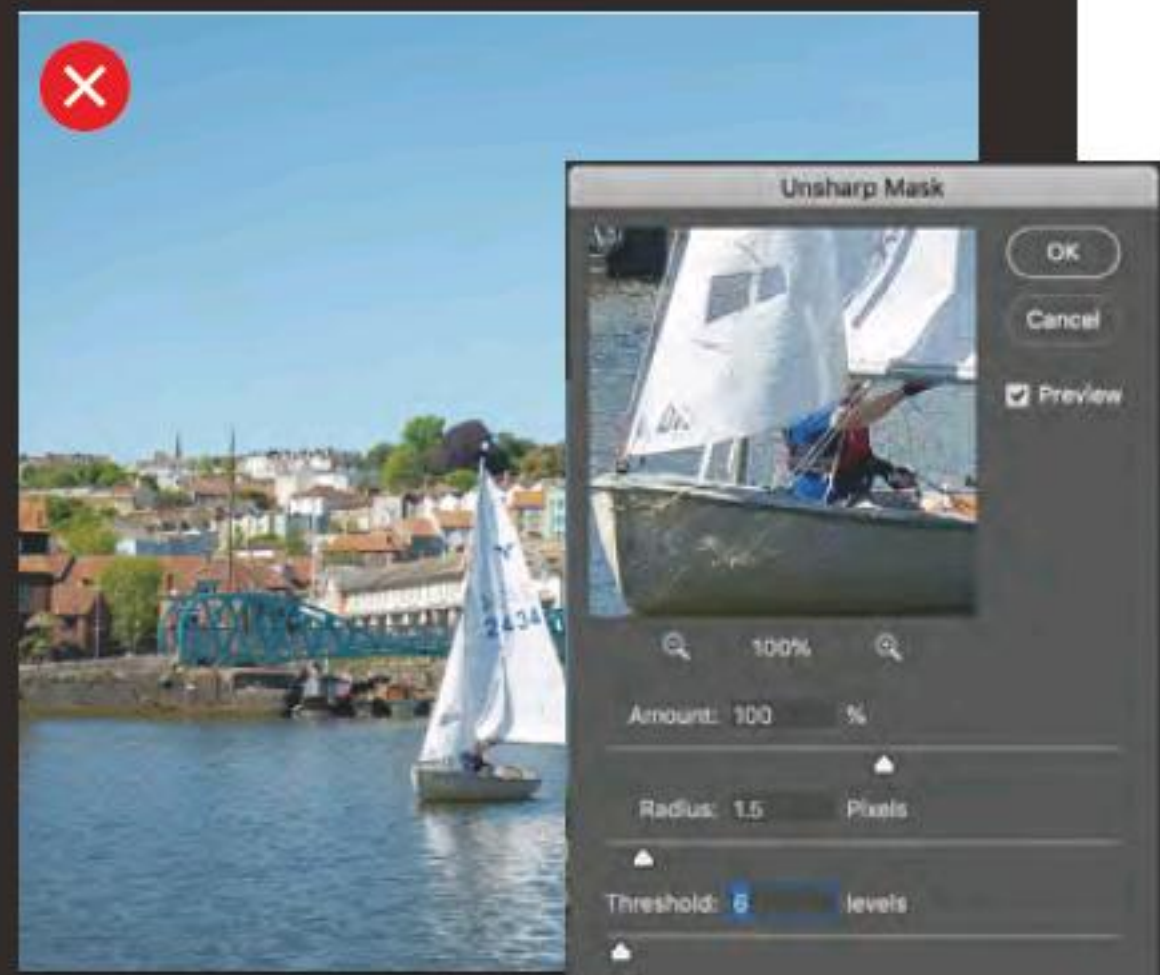 Unsharp Mask
OK
Cancel
Preview
100%
Amount: 100 %
Radius: 1.5 Pixels
Threshold: 6 levels
2434